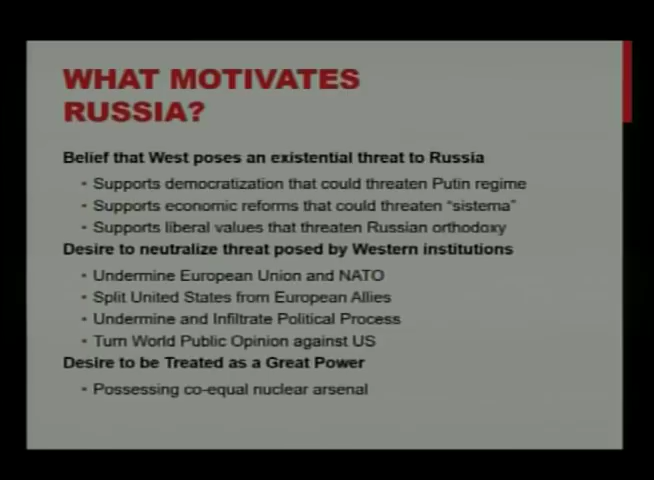 WHAT MOTIVATES
RUSSIA?
Belief that West poses an existential threat to Russia
• Supports democratization that could threaten Putin regime
• Supports economic reforms that could threaten "sistema"
• Supports liberal values that threaten Russian orthodoxy
Desire to neutralize threat posed by Western institutions
• Undermine European Union and NATO
• Split United States from European Allies
• Undermine and Infiltrate Political Process
• Turn World Public Opinion against US
Desire to be Treated as a Great Power
• Possessing co-equal nuclear arsenal